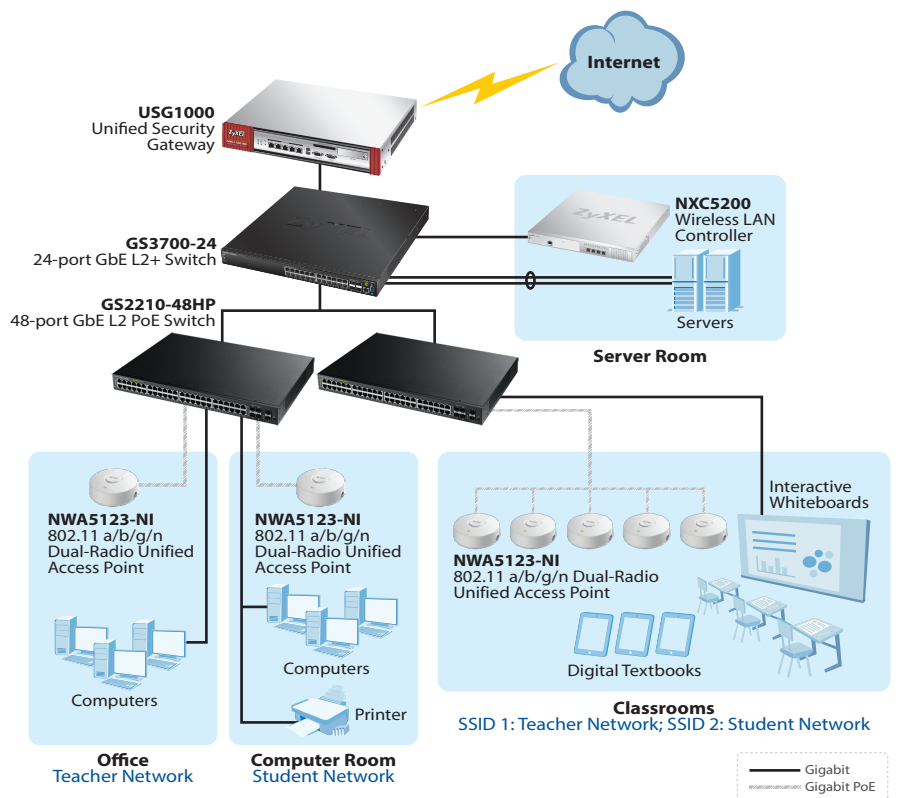 Internet
USG1000
Unified Security
Gateway
ZyXEL
ZyXEL
GS3700-24
24-port GbE L2+ Switch
ZyXEL
NXC5200
Wireless LAN
Controller
Servers
Server Room
GS2210-48HP
48-port GbE L2 PoE Switch
NWA5123-NI
802.11 a/b/g/n
Dual-Radio Unified
Access Point
Computers
Office
Teacher Network
NWA5123-NI
802.11 a/b/g/n
Dual-Radio Unified
Access Point
Computers
Printer
Computer Room
Student Network
NWA5123-NI
802.11 a/b/g/n Dual-Radio
Unified Access Point
Interactive
Whiteboards
Digital Textbooks
Classrooms
SSID 1: Teacher Network; SSID 2: Student Network
Gigabit
Gigabit PoE